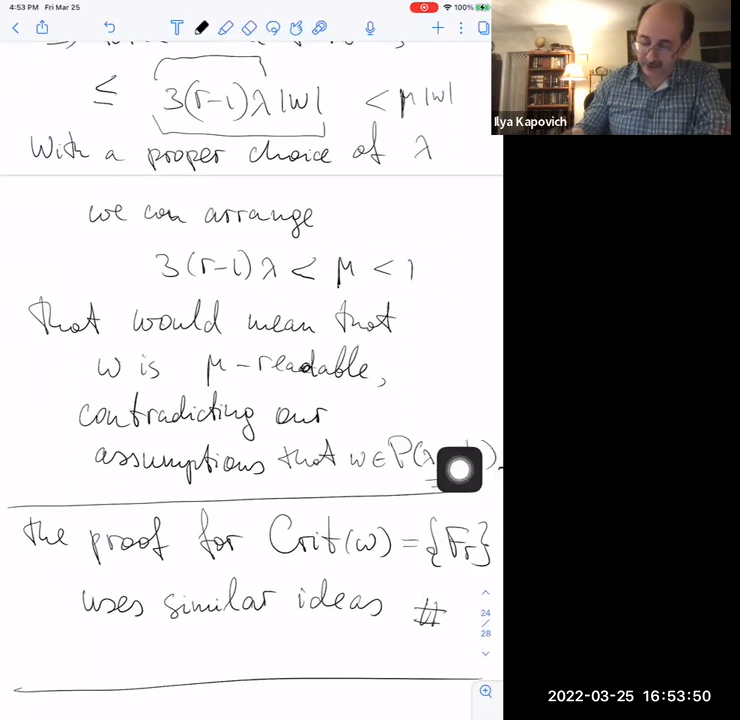 4:53 PM Fri Mar 25
100%
≤ 3(r-1)λ|w| < μ|w|
With a proper choice of λ
we can arrange
3(r-1)λ < μ < 1
that would mean that
w is μ-readable,
contradicting our
assumptions that w∈P(λ
the proof for Crit(w) = {F_r}
uses similar ideas #
24
/
28
Ilya Kapovich
2022-03-25 16:53:50